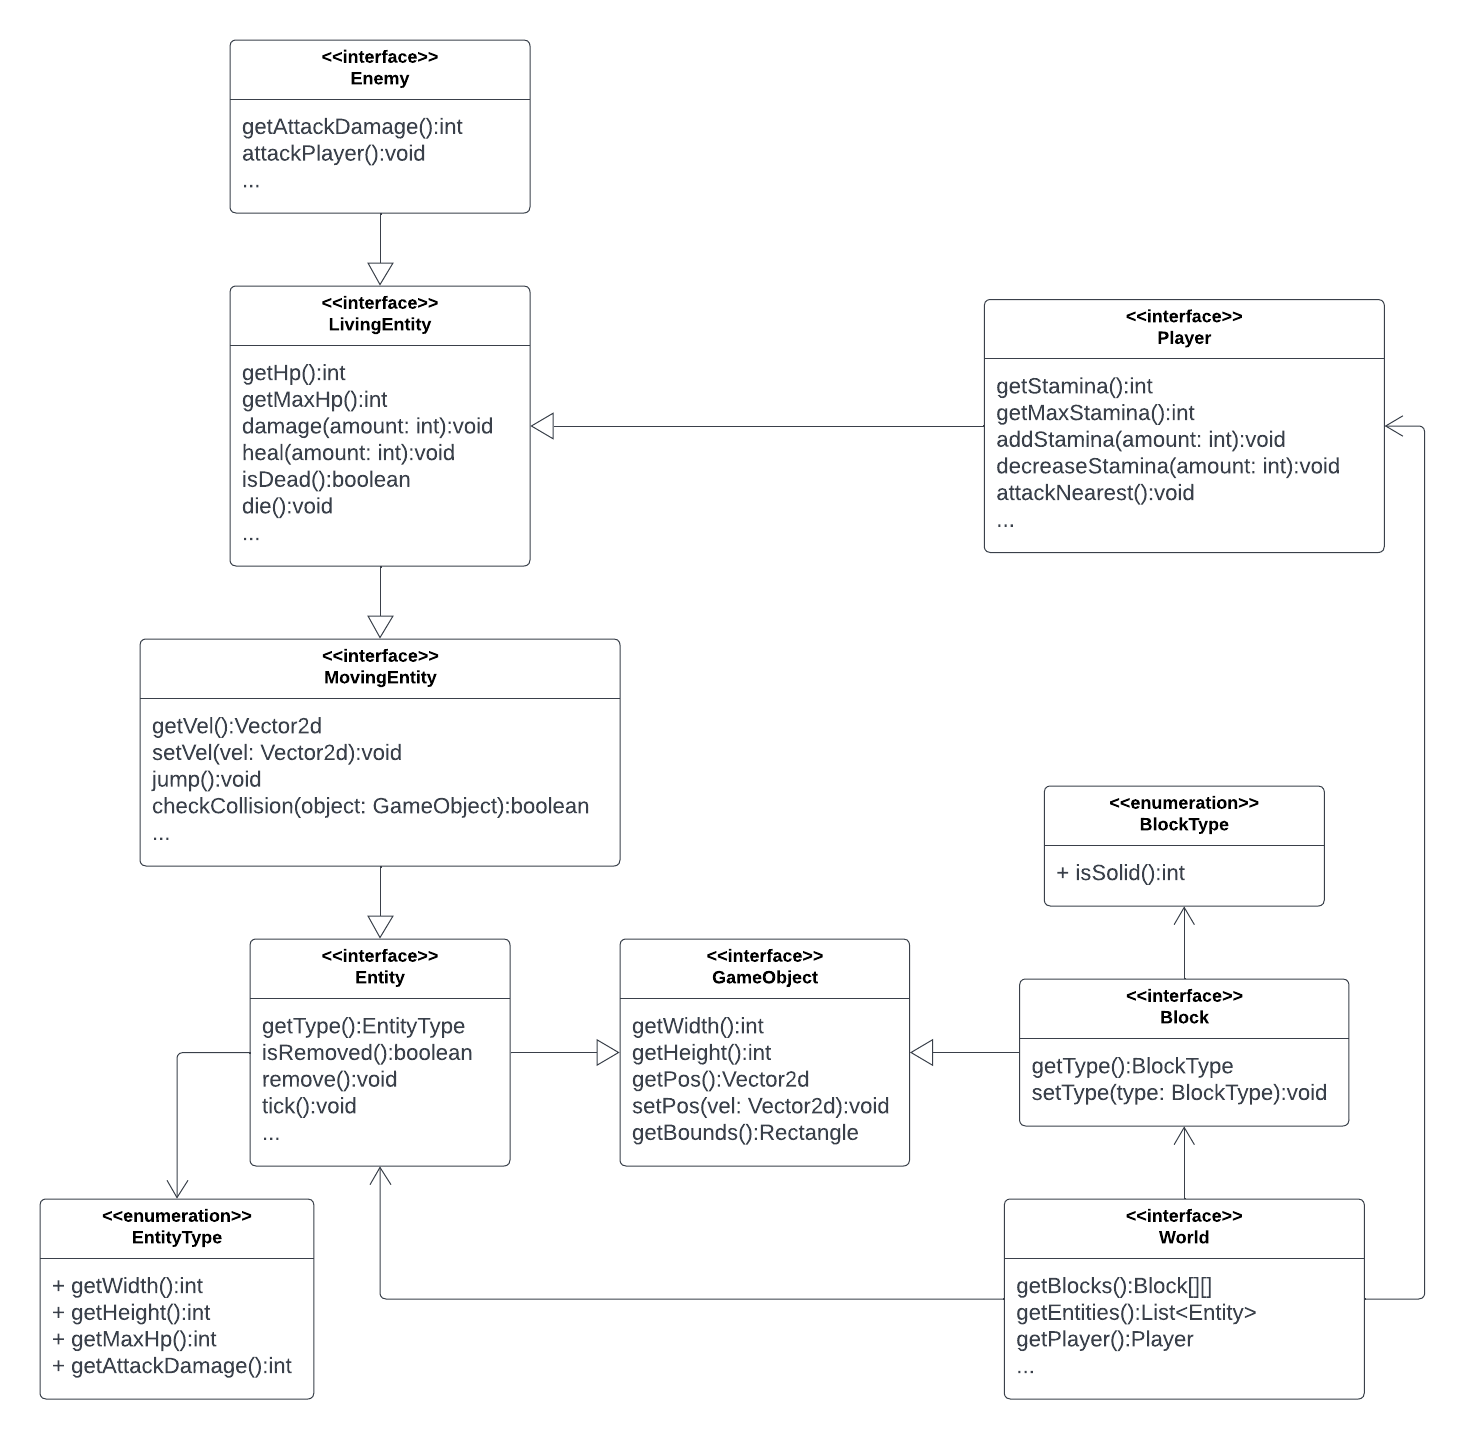 <<interface>>
Enemy
getAttackDamage():int
attackPlayer():void
...
<<interface>>
LivingEntity
getHp():int
getMaxHp():int
damage(amount: int):void
heal(amount: int):void
isDead():boolean
die():void
...
<<interface>>
Player
getStamina():int
getMaxStamina():int
addStamina(amount: int):void
decreaseStamina(amount: int):void
attackNearest():void
...
<<interface>>
MovingEntity
getVel():Vector2d
setVel(vel: Vector2d):void
jump():void
checkCollision(object: GameObject):boolean
...
<<enumeration>>
BlockType
+ isSolid():int
<<interface>>
Entity
getType():EntityType
isRemoved():boolean
remove():void
tick():void
...
<<interface>>
GameObject
getWidth():int
getHeight():int
getPos():Vector2d
setPos(vel: Vector2d):void
getBounds():Rectangle
<<interface>>
Block
getType():BlockType
setType(type: BlockType):void
<<enumeration>>
EntityType
+ getWidth():int
+ getHeight():int
+ getMaxHp():int
+ getAttackDamage():int
<<interface>>
World
getBlocks():Block[][]
getEntities():List<Entity>
getPlayer():Player
...